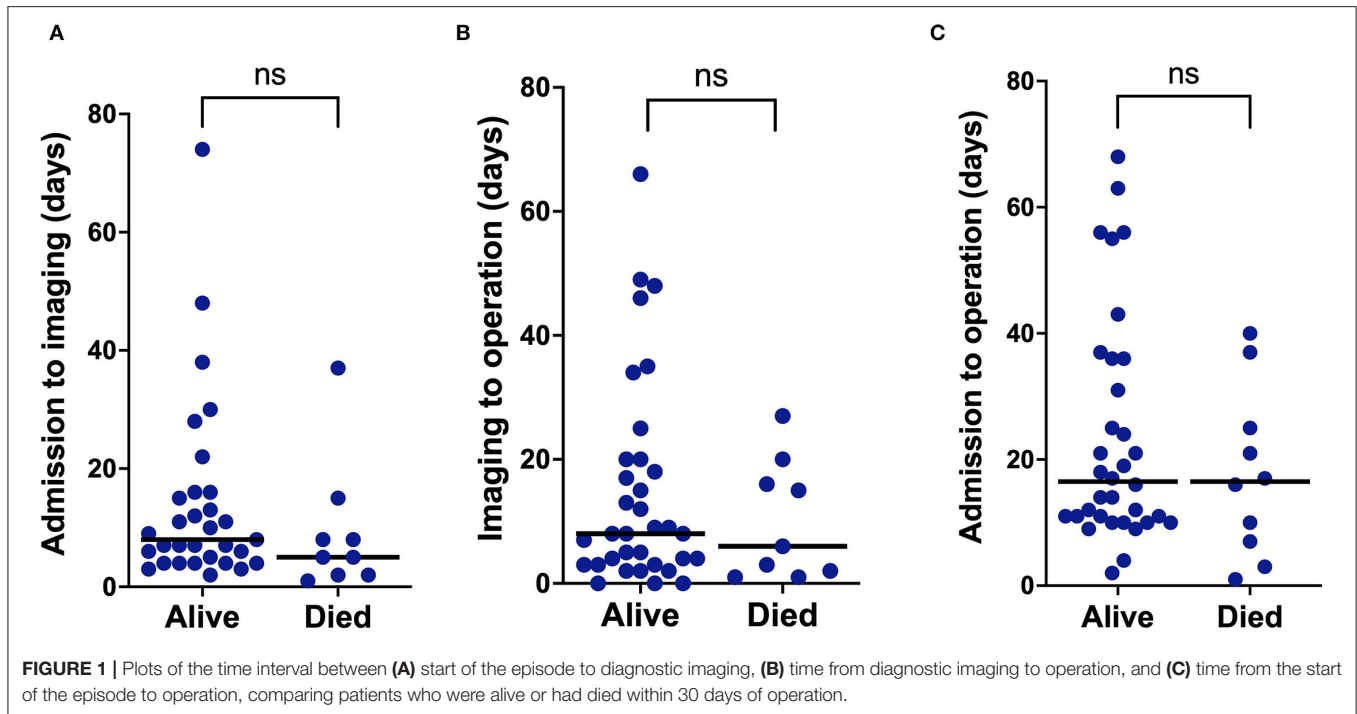 A
ns
Admission to imaging (days)
80
60
40
20
0
Alive Died
B
ns
Imaging to operation (days)
80
60
40
20
0
Alive Died
C
ns
Admission to operation (days)
80
60
40
20
0
Alive Died
FIGURE 1 | Plots of the time interval between (A) start of the episode to diagnostic imaging, (B) time from diagnostic imaging to operation, and (C) time from the start
of the episode to operation, comparing patients who were alive or had died within 30 days of operation.